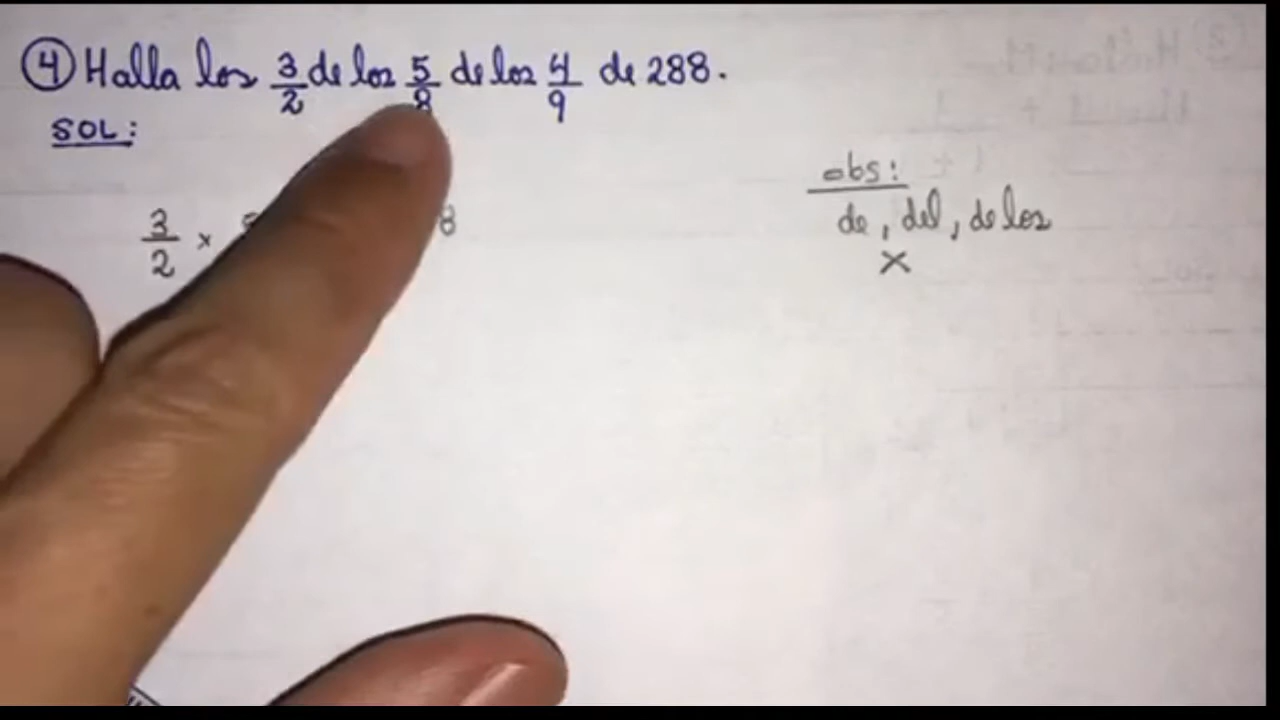 ④ Halla los 3/2 de los 5/8 de los 4/9 de 288.
SOL:
obs:
de, del, de los
×
3/2 × 8